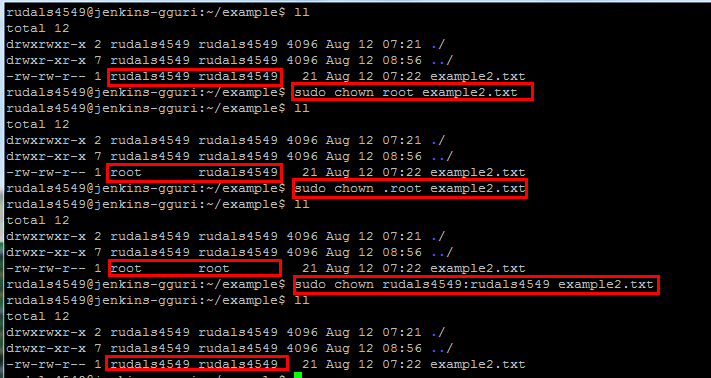 rudals4549@jenkins-gguri:~/example$ ll
total 12
drwxrwxr-x 2 rudals4549 rudals4549 4096 Aug 12 07:21 ./
drwxrwxr-x 7 rudals4549 rudals4549 4096 Aug 12 08:56 ../
-rw-rw-r-- 1 rudals4549 rudals4549   21 Aug 12 07:22 example2.txt
rudals4549@jenkins-gguri:~/example$ sudo chown root example2.txt
rudals4549@jenkins-gguri:~/example$ ll
total 12
drwxrwxr-x 2 rudals4549 rudals4549 4096 Aug 12 07:21 ./
drwxrwxr-x 7 rudals4549 rudals4549 4096 Aug 12 08:56 ../
-rw-rw-r-- 1 root       rudals4549   21 Aug 12 07:22 example2.txt
rudals4549@jenkins-gguri:~/example$ sudo chown .root example2.txt
rudals4549@jenkins-gguri:~/example$ ll
total 12
drwxrwxr-x 2 rudals4549 rudals4549 4096 Aug 12 07:21 ./
drwxrwxr-x 7 rudals4549 rudals4549 4096 Aug 12 08:56 ../
-rw-rw-r-- 1 root       root         21 Aug 12 07:22 example2.txt
rudals4549@jenkins-gguri:~/example$ sudo chown rudals4549:rudals4549 example2.txt
rudals4549@jenkins-gguri:~/example$ ll
total 12
drwxrwxr-x 2 rudals4549 rudals4549 4096 Aug 12 07:21 ./
drwxr-xr-x 7 rudals4549 rudals4549 4096 Aug 12 08:56 ../
-rw-rw-r-- 1 rudals4549 rudals4549   21 Aug 12 07:22 example2.txt
rudals4549@jenkins-gguri:~/example$